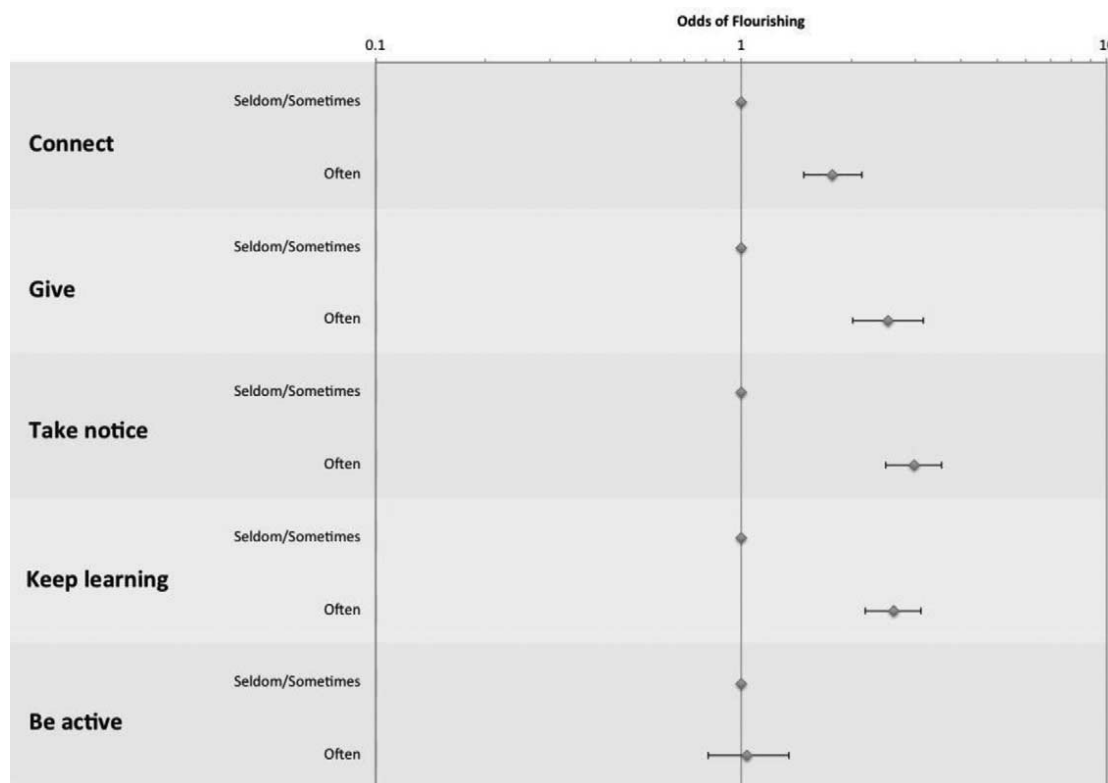 Odds of Flourishing
0.1 1 10
Seldom/Sometimes
Connect
Often
Seldom/Sometimes
Give
Often
Seldom/Sometimes
Take notice
Often
Seldom/Sometimes
Keep learning
Often
Seldom/Sometimes
Be active
Often